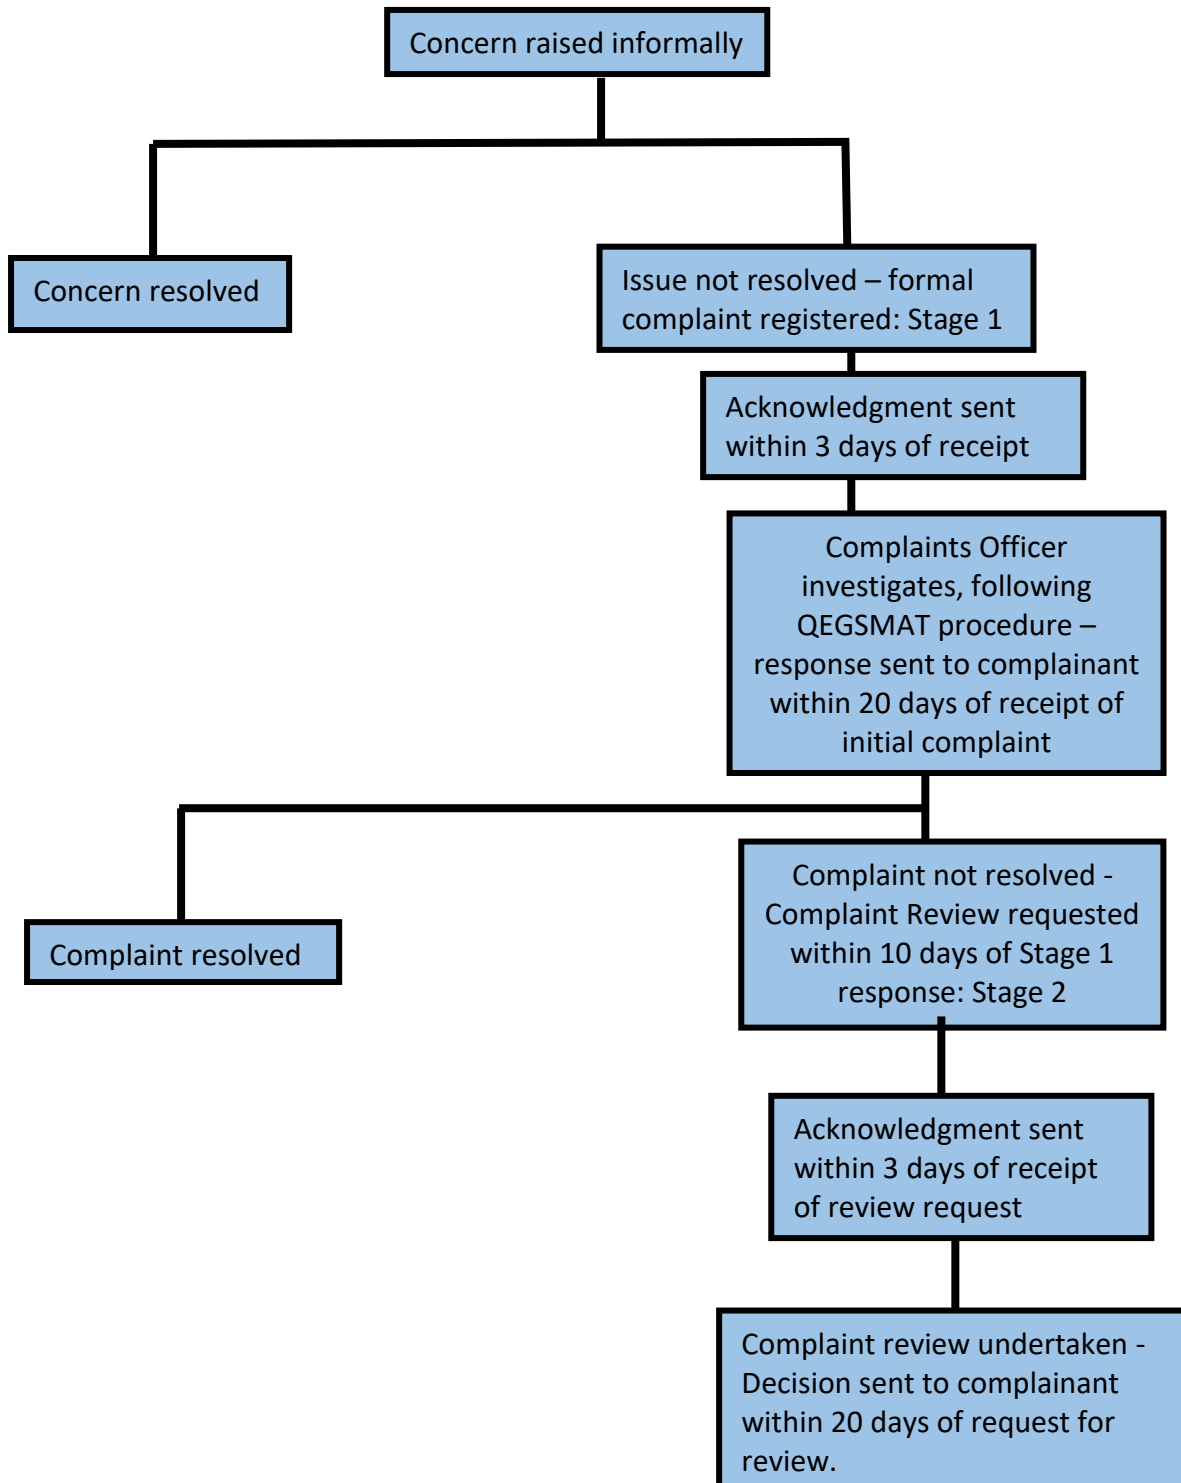 Concern raised informally
Concern resolved
Issue not resolved – formal
complaint registered: Stage 1
Acknowledgment sent
within 3 days of receipt
Complaints Officer
investigates, following
QEGSMAT procedure –
response sent to complainant
within 20 days of receipt of
initial complaint
Complaint resolved
Complaint not resolved -
Complaint Review requested
within 10 days of Stage 1
response: Stage 2
Acknowledgment sent
within 3 days of receipt
of review request
Complaint review undertaken -
Decision sent to complainant
within 20 days of request for
review.